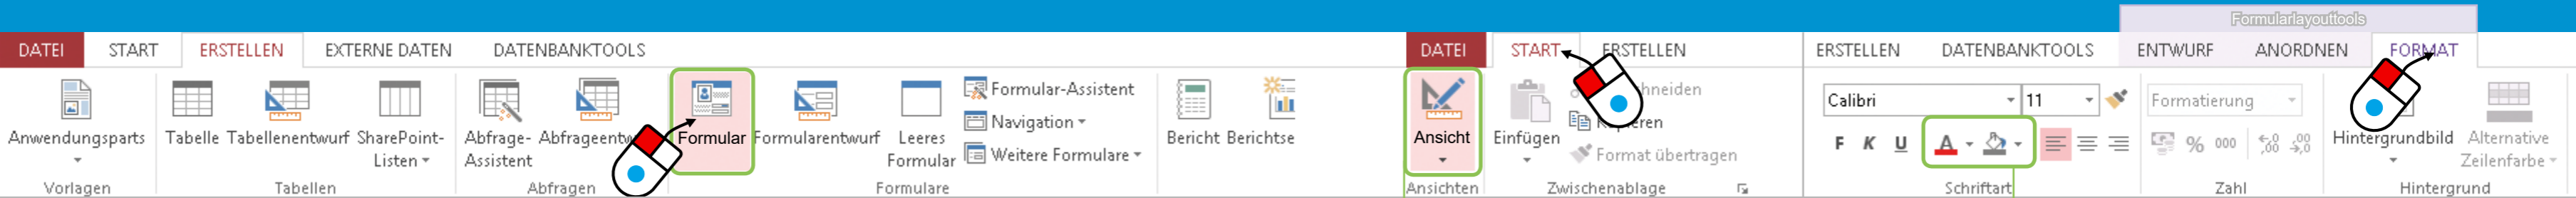 Formularlayouttools
DATEI START ERSTELLEN EXTERNE DATEN DATENBANKTOOLS DATEI START ERSTELLEN ERSTELLEN DATENBANKTOOLS ENTWURF ANORDNEN FORMAT
Formular-Assistent
Calibri 11 Formatierung
Navigation
Anwendungsparts Tabelle Tabellenentwurf SharePoint-Listen Abfrage-Assistent Formular Formularentwurf Leeres Formular Bericht Ansicht Einfügen F K U A % 000 Hintergrundbild Alternative Zeilenfarbe
Weitere Formulare Format übertragen
Vorlagen Tabellen Abfragen Formulare Ansichten Zwischenablage Schriftart Zahl Hintergrund